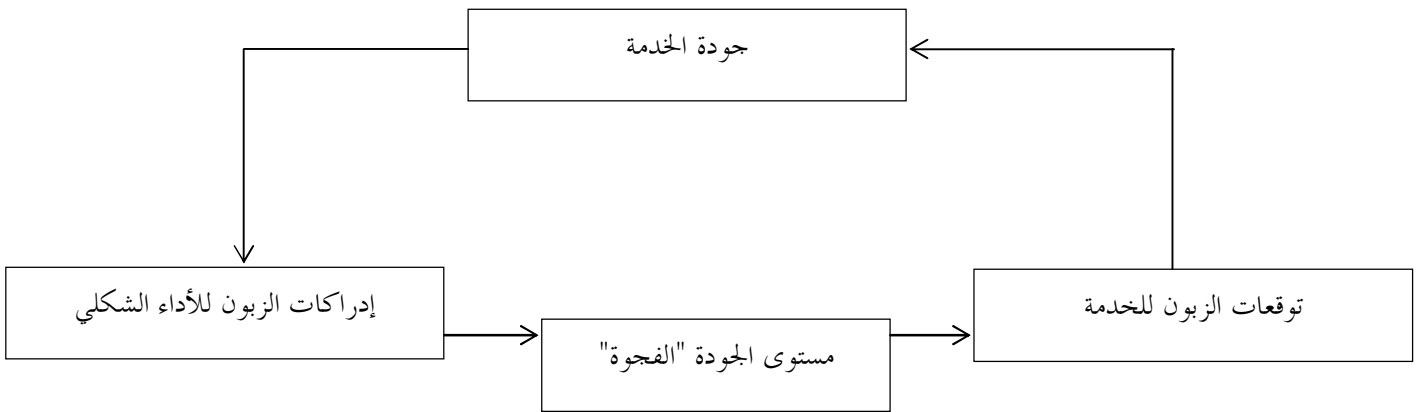 جودة الخدمة
توقعات الزبون للخدمة
إدراكات الزبون للأداء الشكلي
مستوى الجودة "الفجوة"